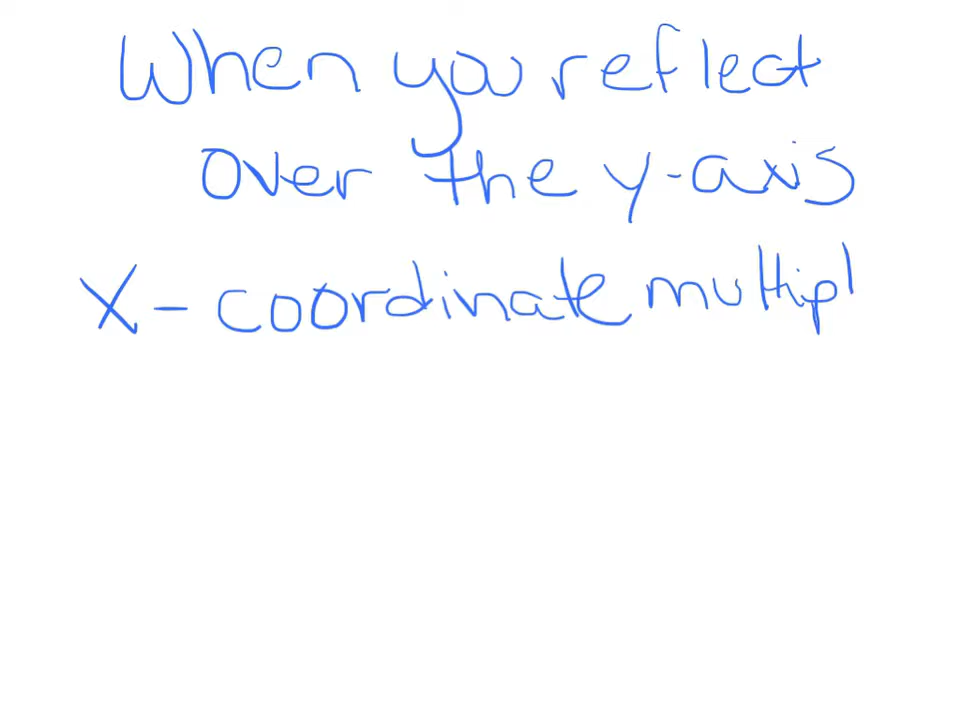 When you reflect
over the y-axis
X-coordinate multipl